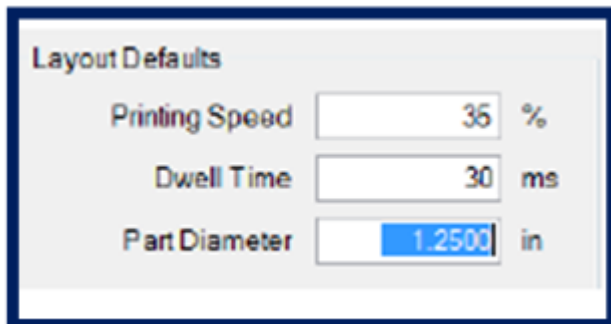 Layout Defaults
Printing Speed 35 %
Dwell Time 30 ms
Part Diameter 1.2500 in